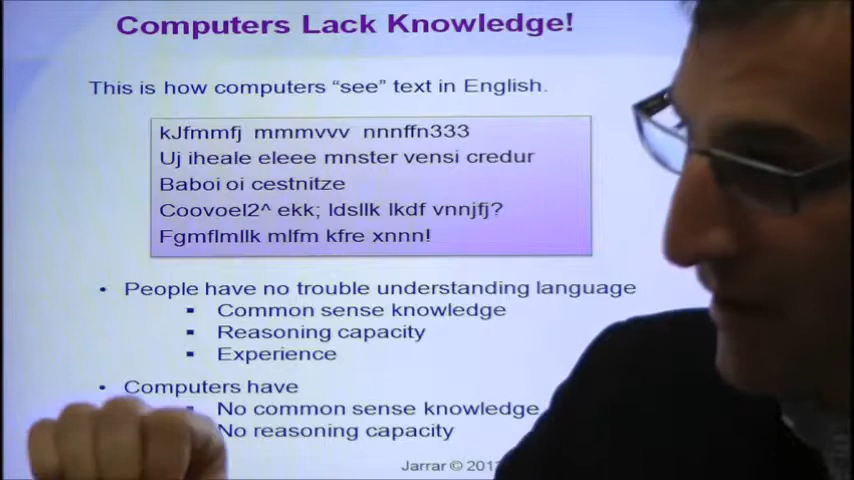 Computers Lack Knowledge!
This is how computers “see” text in English.
kJfmmfj mmmvvv nnnffn333
Uj iheale eleee mnster vensi credur
Baboi oi cestnitze
Coovoel2^ ekk; ldsllk lkdf vnnjfj?
Fgmflmllk mlfm kfre xnnn!
• People have no trouble understanding language
▪ Common sense knowledge
▪ Reasoning capacity
▪ Experience
• Computers have
▪ No common sense knowledge
No reasoning capacity
Jarrar ©